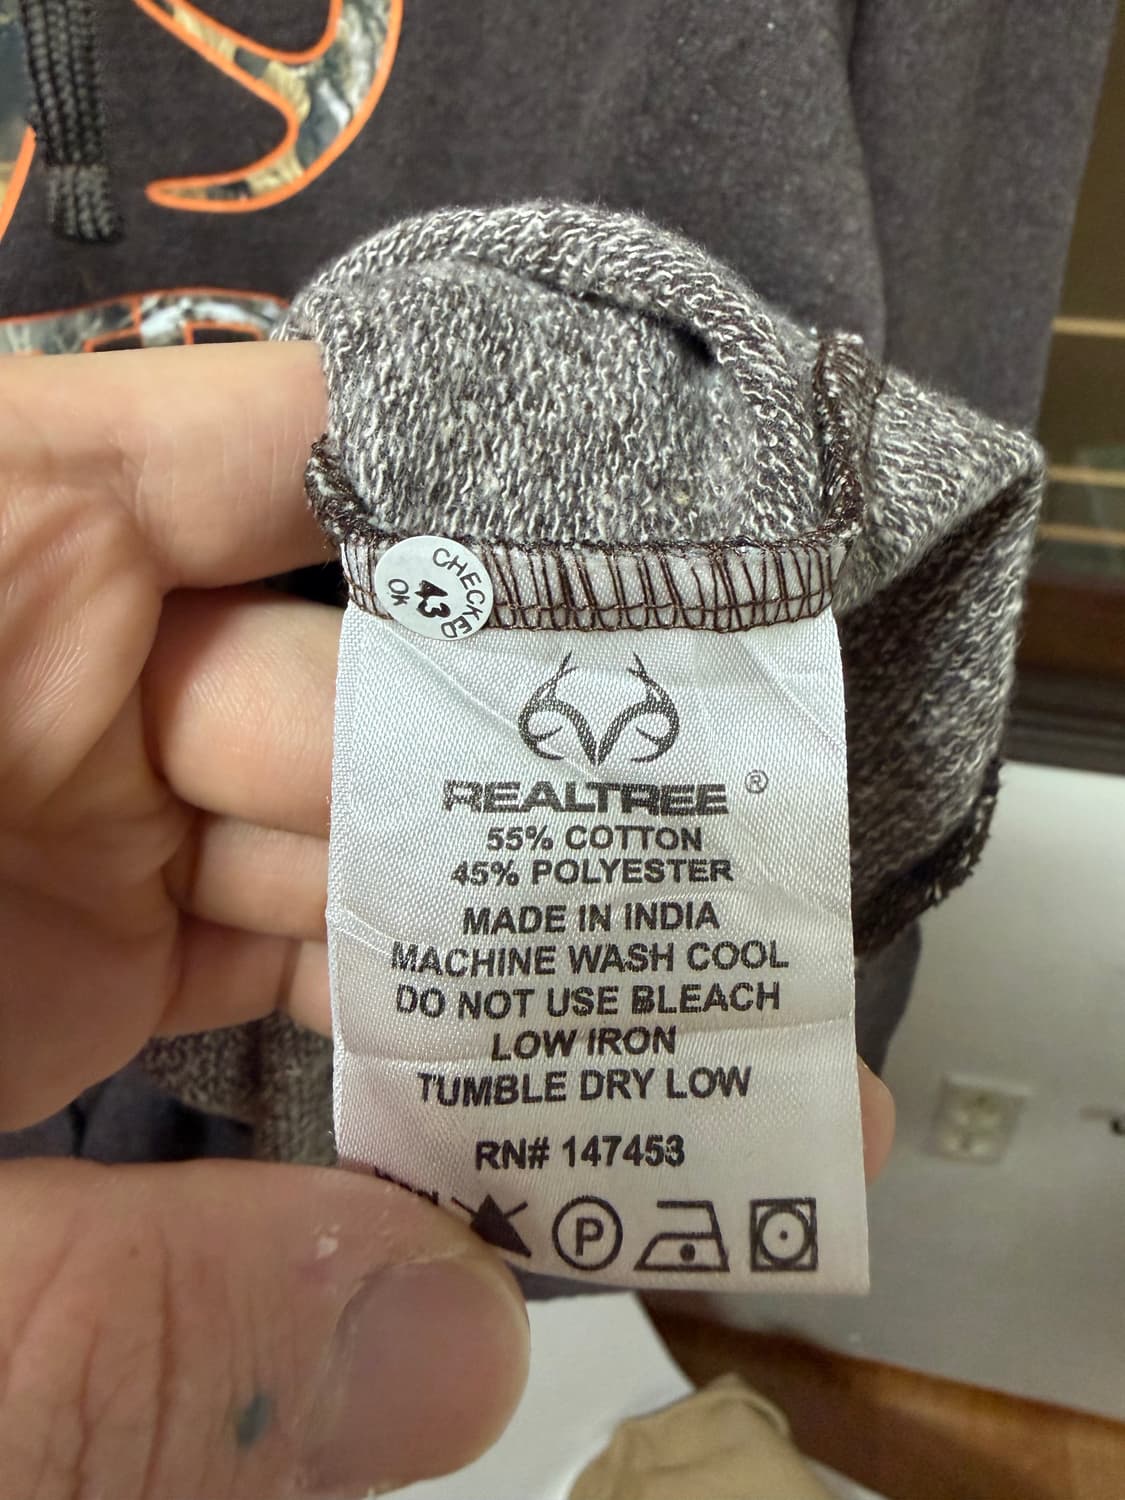 CHECKED
43
OK
REALTREE ®
55% COTTON
45% POLYESTER
MADE IN INDIA
MACHINE WASH COOL
DO NOT USE BLEACH
LOW IRON
TUMBLE DRY LOW
RN# 147453
P